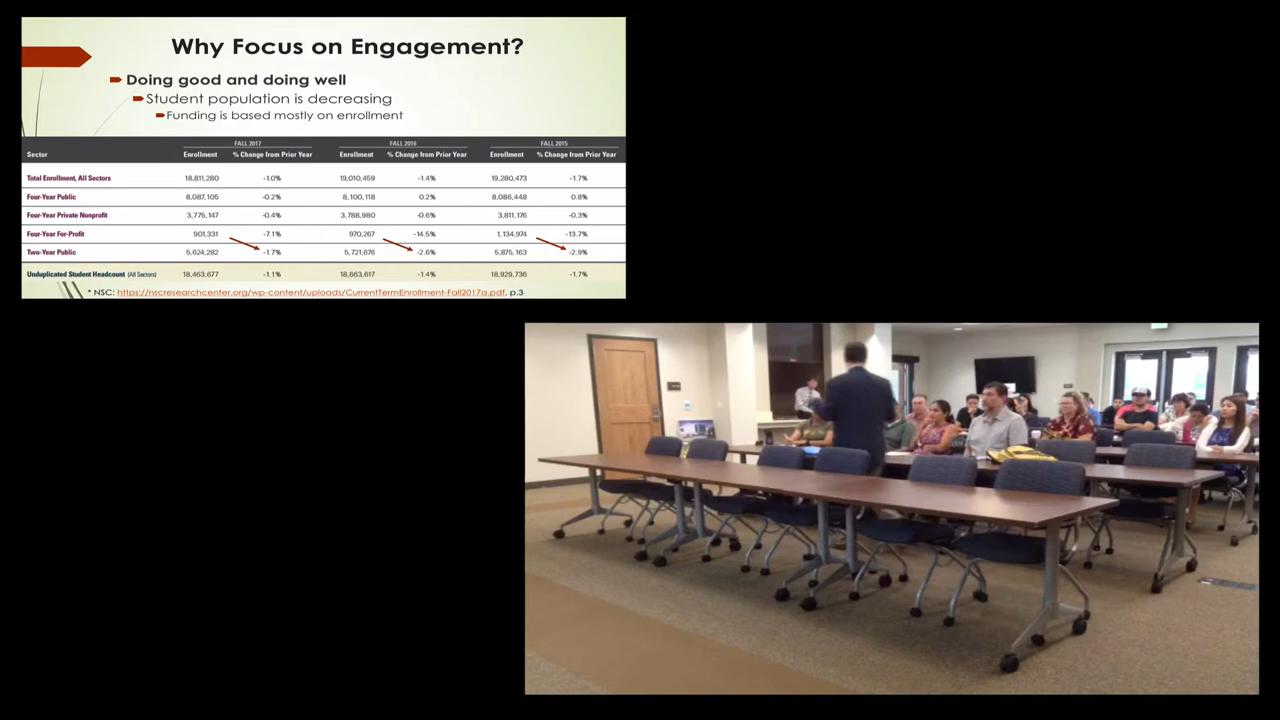 Why Focus on Engagement?
Doing good and doing well
Student population is decreasing
Funding is based mostly on enrollment
FALL 2017 FALL 2016 FALL 2015
Sector Enrollment % Change from Prior Year Enrollment % Change from Prior Year Enrollment % Change from Prior Year
Total Enrollment, All Sectors 18,811,280 -1.0% 19,010,459 -1.4% 19,280,473 -1.7%
Four-Year Public 8,087,105 -0.2% 8,100,118 0.2% 8,086,448 0.8%
Four-Year Private Nonprofit 3,775,147 -0.4% 3,788,980 -0.6% 3,811,176 -0.3%
Four-Year For-Profit 901,331 -7.1% 970,267 -14.5% 1,134,974 -13.7%
Two-Year Public 5,624,282 -1.7% 5,721,676 -2.6% 5,875,163 -2.9%
Unduplicated Student Headcount (All Sectors) 18,463,677 -1.1% 18,663,617 -1.4% 18,929,736 -1.7%
* NSC: https://nscresearchcenter.org/wp-content/uploads/CurrentTermEnrollment-Fall2017a.pdf, p.3